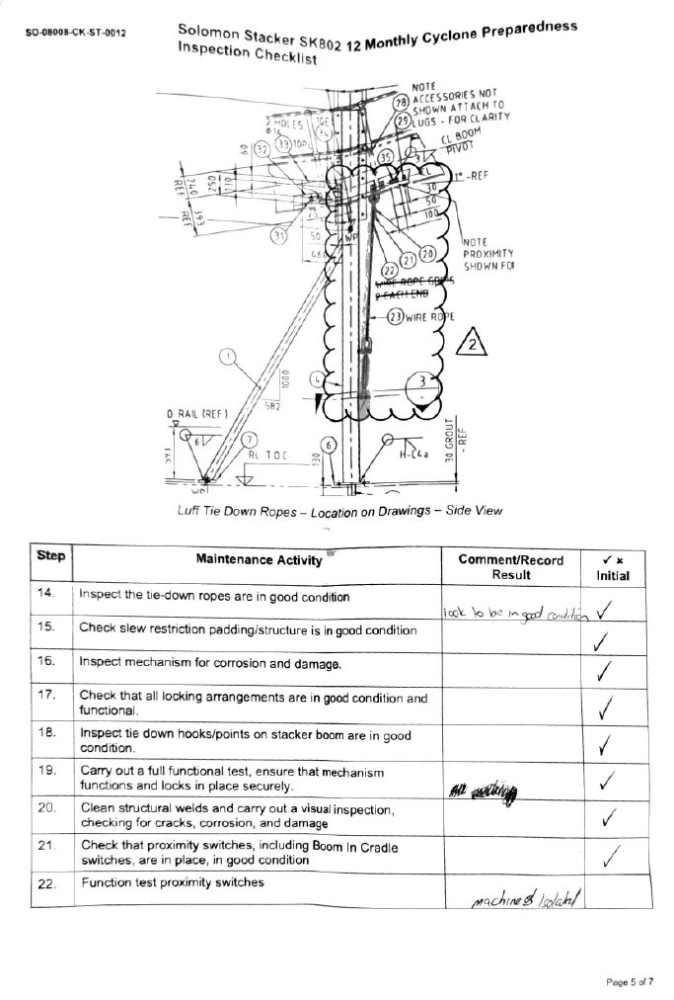 SO-08008-CK-ST-0012
Solomon Stacker SK802 12 Monthly Cyclone Preparedness
Inspection Checklist
NOTE
ACCESSORIES NOT
SHOWN ATTACH TO
LUGS - FOR CLARITY
28
29
2 HOLES
32
33
35
CL BOOM
PIVOT
3
60
240
REF
250
110
393
REF
1° -REF
30
50
100
31
50
460
WP
22
21
20
NOTE
PROXIMITY
SHOWN FOR
WIRE ROPE GRIPS
2 EACH END
23 WIRE ROPE
2
1
1000
582
4
3
O RAIL (REF)
6
7
RL TOC
130
6
H-C4a
30 GROUT
- REF
WP
Luff Tie Down Ropes – Location on Drawings – Side View
Step Maintenance Activity Comment/Record Result ✓ × Initial
14. Inspect the tie-down ropes are in good condition look to be in good condition ✓
15. Check slew restriction padding/structure is in good condition ✓
16. Inspect mechanism for corrosion and damage. ✓
17. Check that all locking arrangements are in good condition and
functional. ✓
18. Inspect tie down hooks/points on stacker boom are in good
condition. ✓
19. Carry out a full functional test, ensure that mechanism
functions and locks in place securely. ✓
20. Clean structural welds and carry out a visual inspection,
checking for cracks, corrosion, and damage ✓
21. Check that proximity switches, including Boom In Cradle
switches, are in place, in good condition ✓
22. Function test proximity switches machine Isolated
Page 5 of 7